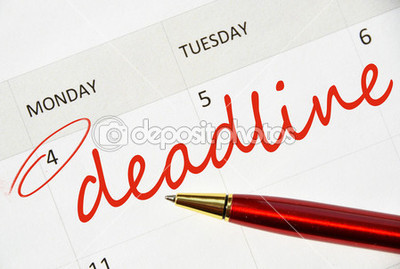 MONDAY
TUESDAY
4
5
6
deadline
depositphotos
11